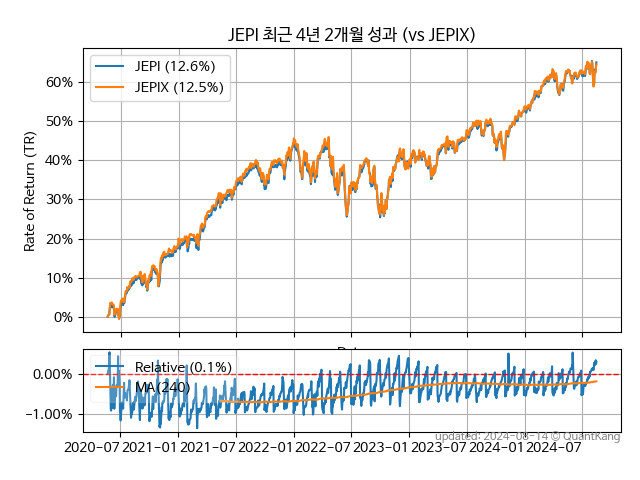 JEPI 최근 4년 2개월 성과 (vs JEPIX)
JEPI (12.6%)
JEPIX (12.5%)
Rate of Return (TR)
60%
50%
40%
30%
20%
10%
0%
Relative (0.1%)
MA(240)
0.00%
-1.00%
2020-07 2021-01 2021-07 2022-01 2022-07 2023-01 2023-07 2024-01 2024-07
updated: 2024-08-14 © QuantKang